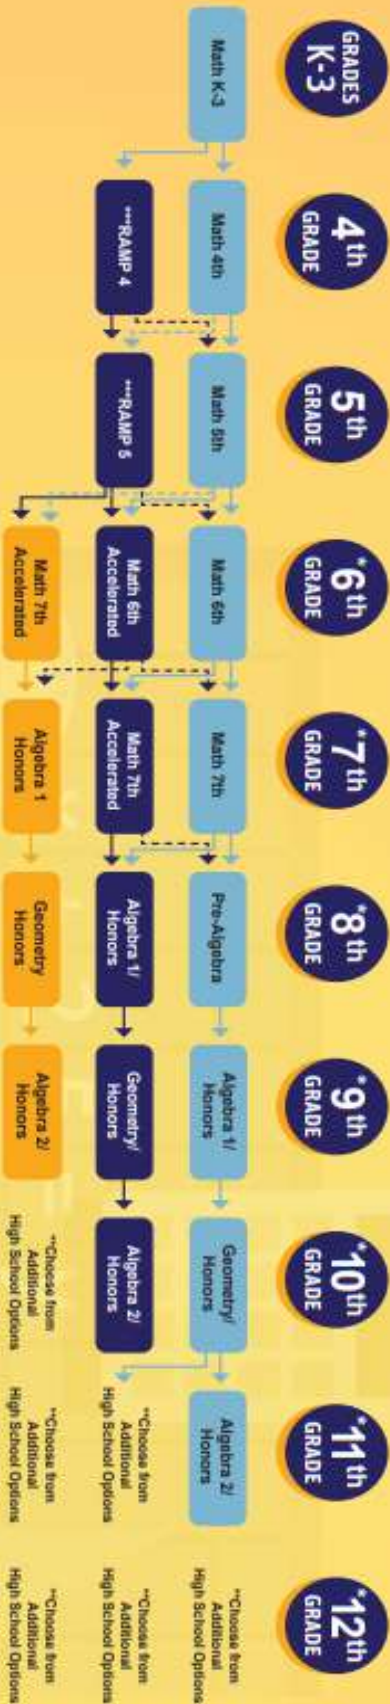 GRADES
K-3
4th
GRADE
5th
GRADE
*6th
GRADE
*7th
GRADE
*8th
GRADE
*9th
GRADE
*10th
GRADE
*11th
GRADE
*12th
GRADE
Math K-3
Math 4th
Math 5th
Math 6th
Math 7th
Pre-Algebra
Algebra 1/
Honors
Geometry/
Honors
Algebra 2/
Honors
**Choose from
Additional
High School Options
***RAMP 4
***RAMP 5
Math 6th
Accelerated
Math 7th
Accelerated
Algebra 1/
Honors
Geometry/
Honors
Algebra 2/
Honors
**Choose from
Additional
High School Options
**Choose from
Additional
High School Options
Math 7th
Accelerated
Algebra 1
Honors
Geometry
Honors
Algebra 2/
Honors
**Choose from
Additional
High School Options
**Choose from
Additional
High School Options
**Choose from
Additional
High School Options